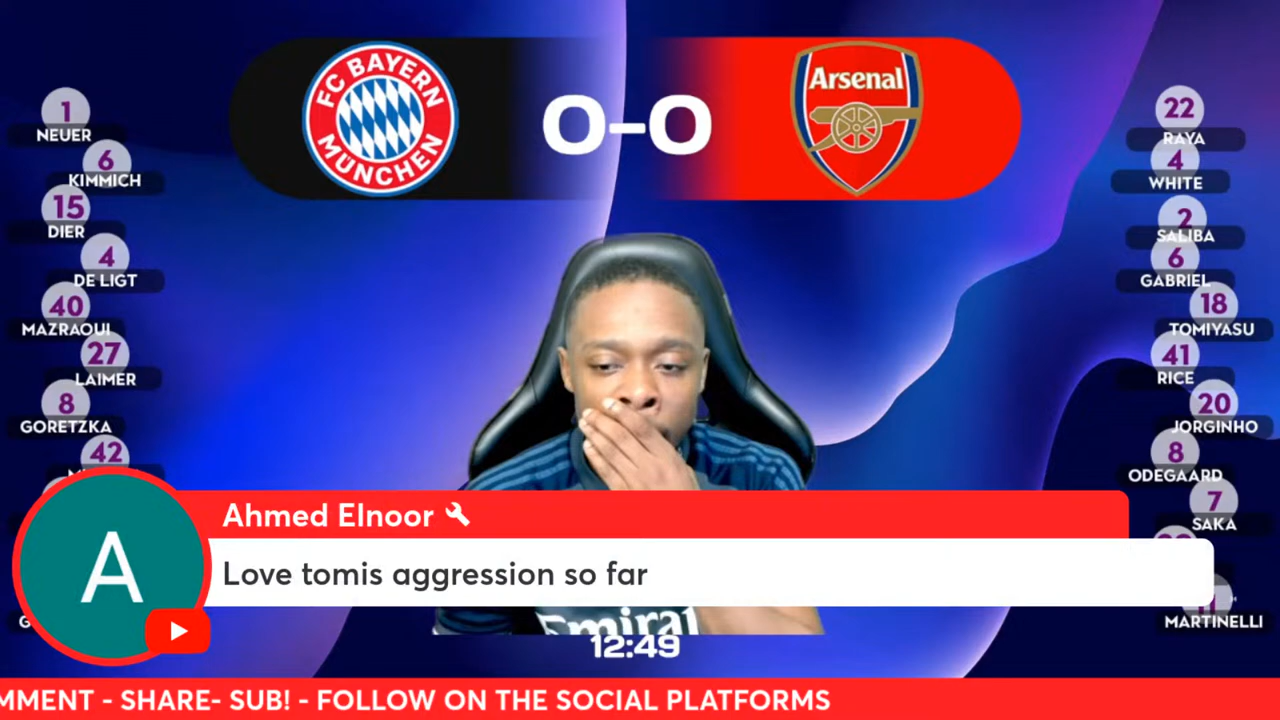 FC BAYERN
MÜNCHEN
0-0
Arsenal
1
NEUER
6
KIMMICH
15
DIER
4
DE LIGT
40
MAZRAOUI
27
LAIMER
8
GORETZKA
42
22
RAYA
4
WHITE
2
SALIBA
6
GABRIEL
18
TOMIYASU
41
RICE
20
JORGINHO
8
ODEGAARD
7
SAKA
11
MARTINELLI
A
Ahmed Elnoor
Love tomis aggression so far
Emirat
12:49
MMENT - SHARE- SUB! - FOLLOW ON THE SOCIAL PLATFORMS